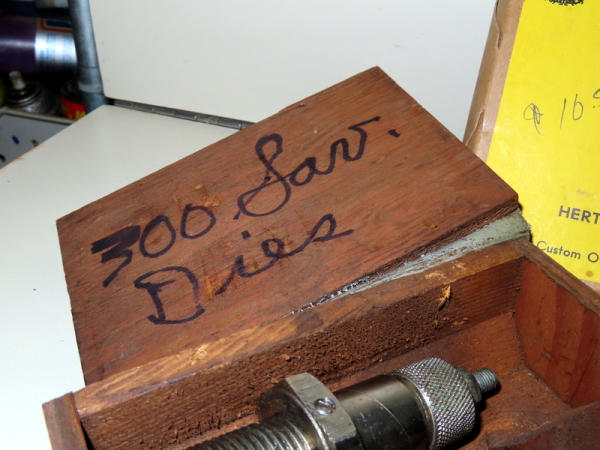 300 Sav.
Dies
HERT
Custom O